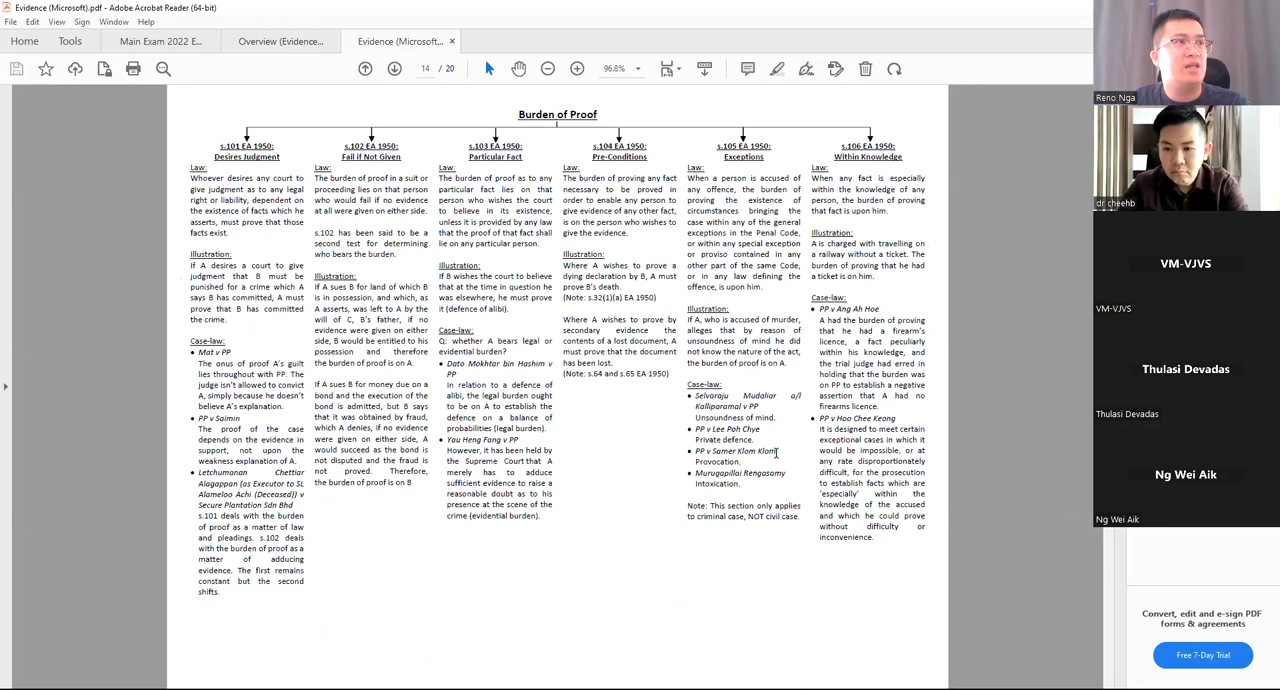 Evidence (Microsoft).pdf - Adobe Acrobat Reader (64-bit)
File Edit View Sign Window Help
Home Tools Main Exam 2022 E... Overview (Evidence... Evidence (Microsoft... ×
14 / 20 96.8%
Burden of Proof
s.101 EA 1950:
Desires Judgment
Law:
Whoever desires any court to
give judgment as to any legal
right or liability, dependent on
the existence of facts which he
asserts, must prove that those
facts exist.
Illustration:
If A desires a court to give
judgment that B must be
punished for a crime which A
says B has committed, A must
prove that B has committed
the crime.
Case-law:
• Mat v PP
The onus of proof A's guilt
lies throughout with PP. The
judge isn't allowed to convict
A, simply because he doesn't
believe A's explanation.
• PP v Saimin
The proof of the case
depends on the evidence in
support, not upon the
weakness explanation of A.
• Letchumanan Chettiar
Alagappan (as Executor to SL
Alameloo Achi (Deceased)) v
Secure Plantation Sdn Bhd
s.101 deals with the burden
of proof as a matter of law
and pleadings. s.102 deals
with the burden of proof as a
matter of adducing
evidence. The first remains
constant but the second
shifts.
s.102 EA 1950:
Fail if Not Given
Law:
The burden of proof in a suit or
proceeding lies on that person
who would fail if no evidence
at all were given on either side.
s.102 has been said to be a
second test for determining
who bears the burden.
Illustration:
If A sues B for land of which B
is in possession, and which, as
A asserts, was left to A by the
will of C, B's father, if no
evidence were given on either
side, B would be entitled to his
possession and therefore
the burden of proof is on A.
If A sues B for money due on a
bond and the execution of the
bond is admitted, but B says
that it was obtained by fraud,
which A denies, if no evidence
were given on either side, A
would succeed as the bond is
not disputed and the fraud is
not proved. Therefore,
the burden of proof is on B
s.103 EA 1950:
Particular Fact
Law:
The burden of proof as to any
particular fact lies on that
person who wishes the court
to believe in its existence,
unless it is provided by any law
that the proof of that fact shall
lie on any particular person.
Illustration:
If B wishes the court to believe
that at the time in question he
was elsewhere, he must prove
it (defence of alibi).
Case-law:
Q: whether A bears legal or
evidential burden?
• Dato Mokhtar bin Hashim v
PP
In relation to a defence of
alibi, the legal burden ought
to be on A to establish the
defence on a balance of
probabilities (legal burden).
• Yau Heng Fang v PP
However, it has been held by
the Supreme Court that A
merely has to adduce
sufficient evidence to raise a
reasonable doubt as to his
presence at the scene of the
crime (evidential burden).
s.104 EA 1950:
Pre-Conditions
Law:
The burden of proving any fact
necessary to be proved in
order to enable any person to
give evidence of any other fact,
is on the person who wishes to
give the evidence.
Illustration:
Where A wishes to prove a
dying declaration by B, A must
prove B's death.
(Note: s.32(1)(a) EA 1950)
Where A wishes to prove by
secondary evidence the
contents of a lost document, A
must prove that the document
has been lost.
(Note: s.64 and s.65 EA 1950)
s.105 EA 1950:
Exceptions
Law:
When a person is accused of
any offence, the burden of
proving the existence of
circumstances bringing the
case within any of the general
exceptions in the Penal Code,
or within any special exception
or proviso contained in any
other part of the same Code,
or in any law defining the
offence, is upon him.
Illustration:
If A, who is accused of murder,
alleges that by reason of
unsoundness of mind he did
not know the nature of the act,
the burden of proof is on A.
Case-law:
• Selvaraju Mudaliar a/l
Kalliparamal v PP
Unsoundness of mind.
• PP v Lee Poh Chye
Private defence.
• PP v Samer Klom Klom
Provocation.
• Murugapillai Rengasamy
Intoxication.
Note: This section only applies
to criminal case, NOT civil case.
s.106 EA 1950:
Within Knowledge
Law:
When any fact is especially
within the knowledge of any
person, the burden of proving
that fact is upon him.
Illustration:
A is charged with travelling on
a railway without a ticket. The
burden of proving that he had
a ticket is on him.
Case-law:
• PP v Ang Ah Hoe
A had the burden of proving
that he had a firearm's
licence, a fact peculiarly
within his knowledge, and
the trial judge had erred in
holding that the burden was
on PP to establish a negative
assertion that A had no
firearms licence.
• PP v Hoo Chee Keong
It is designed to meet certain
exceptional cases in which it
would be impossible, or at
any rate disproportionately
difficult, for the prosecution
to establish facts which are
'especially' within the
knowledge of the accused
and which he could prove
without difficulty or
inconvenience.
Reno Nga
dr cheehb
VM-VJVS
VM-VJVS
Thulasi Devadas
Thulasi Devadas
Ng Wei Aik
Ng Wei Aik
Convert, edit and e-sign PDF
forms & agreements
Free 7-Day Trial